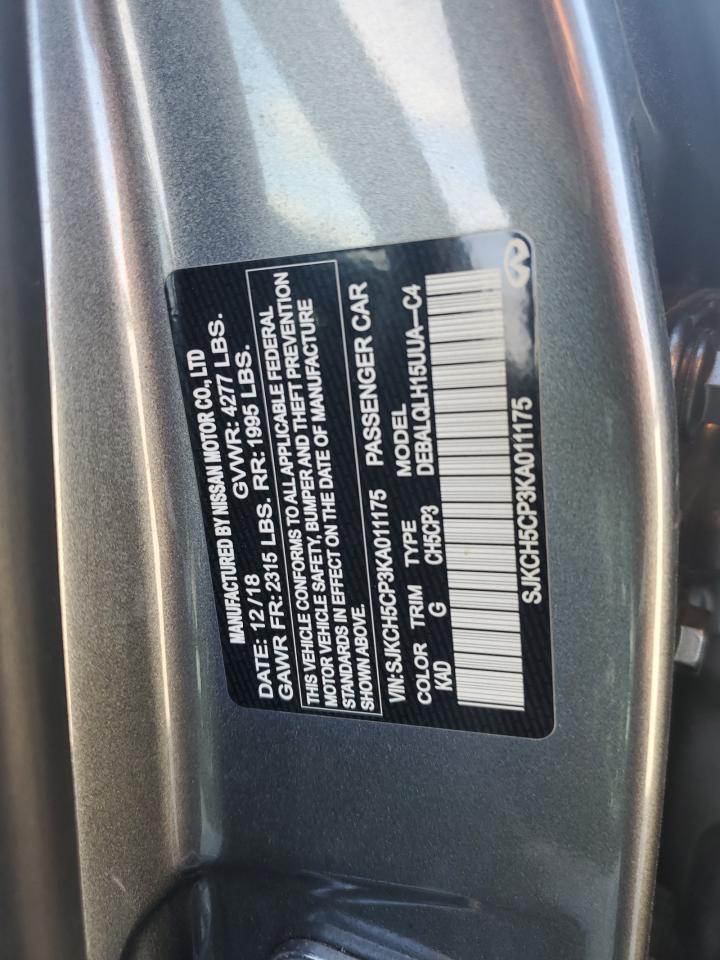 MANUFACTURED BY NISSAN MOTOR CO., LTD
DATE: 12/18 GVWR: 4277 LBS.
GAWR FR: 2315 LBS. RR: 1995 LBS.
THIS VEHICLE CONFORMS TO ALL APPLICABLE FEDERAL
MOTOR VEHICLE SAFETY, BUMPER AND THEFT PREVENTION
STANDARDS IN EFFECT ON THE DATE OF MANUFACTURE
SHOWN ABOVE.
VIN: SJKCH5CP3KA011175 PASSENGER CAR
COLOR TRIM TYPE MODEL
KAD G CH5CP3 DEBALQLH15UUA—C4
SJKCH5CP3KA011175